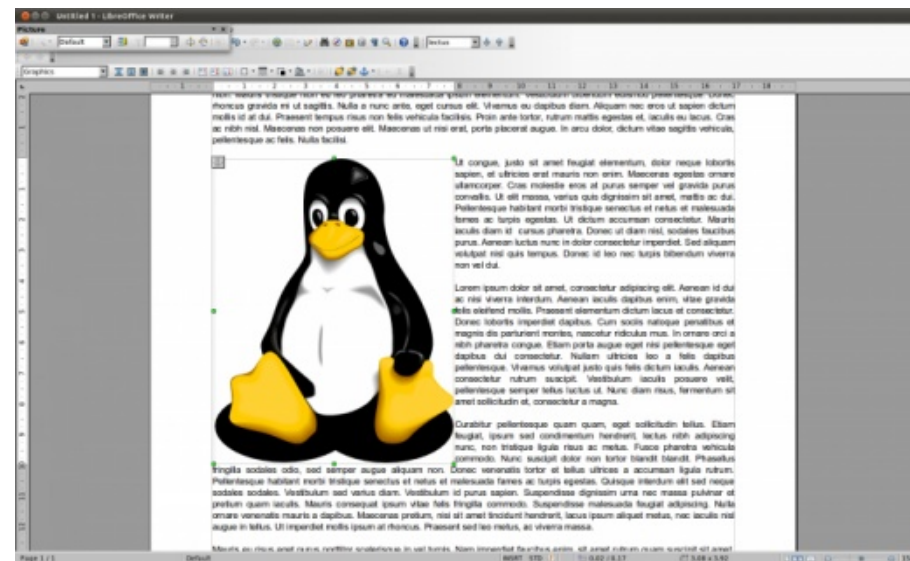 Untitled 1 - LibreOffice Writer
Picture
Default
lectus
Graphics
rhoncus gravida mi ut sagittis. Nulla a nunc ante, eget cursus elit. Vivamus eu dapibus diam. Aliquam nec eros ut sapien dictum
mollis id at dui. Praesent tempus risus non felis vehicula facilisis. Proin ante tortor, rutrum mattis egestas et, iaculis eu lacus. Cras
ac nibh nisl. Maecenas non posuere elit. Maecenas ut nisi erat, porta placerat augue. In arcu dolor, dictum vitae sagittis vehicula,
pellentesque ac felis. Nulla facilisi.
Ut congue, justo sit amet feugiat elementum, dolor neque lobortis
sapien, et ultricies erat mauris non enim. Maecenas egestas ornare
ullamcorper. Cras molestie eros at purus semper vel gravida purus
convallis. Ut elit massa, varius quis dignissim sit amet, mattis ac dui.
Pellentesque habitant morbi tristique senectus et netus et malesuada
fames ac turpis egestas. Ut dictum accumsan consectetur. Mauris
iaculis diam id cursus pharetra. Donec ut diam nisl, sodales faucibus
purus. Aenean luctus nunc in dolor consectetur imperdiet. Sed aliquam
volutpat nisl quis tempus. Donec id leo nec turpis bibendum viverra
non vel dui.
Lorem ipsum dolor sit amet, consectetur adipiscing elit. Aenean id dui
ac nisi viverra interdum. Aenean iaculis dapibus enim, vitae gravida
felis eleifend mollis. Praesent elementum dictum lacus et consectetur.
Donec lobortis imperdiet dapibus. Cum sociis natoque penatibus et
magnis dis parturient montes, nascetur ridiculus mus. In ornare orci a
nibh pharetra congue. Etiam porta augue eget nisi pellentesque eget
dapibus dui consectetur. Nullam ultricies leo a felis dapibus
pellentesque. Vivamus volutpat justo quis felis dictum iaculis. Aenean
consectetur rutrum suscipit. Vestibulum iaculis posuere velit,
pellentesque semper tellus luctus ut. Nunc diam risus, fermentum sit
amet sollicitudin et, consectetur a magna.
Curabitur pellentesque quam quam, eget sollicitudin tellus. Etiam
feugiat, ipsum sed condimentum hendrerit, lectus nibh adipiscing
nunc, non tristique ligula risus ac metus. Fusce pharetra vehicula
commodo. Nunc suscipit dolor non tortor blandit blandit. Phasellus
fringilla sodales odio, sed semper augue aliquam non. Donec venenatis tortor et tellus ultrices a accumsan ligula rutrum.
Pellentesque habitant morbi tristique senectus et netus et malesuada fames ac turpis egestas. Quisque interdum elit sed neque
sodales sodales. Vestibulum sed varius diam. Vestibulum id purus sapien. Suspendisse dignissim urna nec massa pulvinar et
pretium quam iaculis. Mauris consequat ipsum vitae felis fringilla commodo. Suspendisse malesuada feugiat adipiscing. Nulla
ornare venenatis mauris a dapibus. Maecenas pretium, nisi sit amet tincidunt hendrerit, lacus ipsum aliquet metus, nec iaculis nisl
augue in tellus. Ut imperdiet mollis ipsum at rhoncus. Praesent sed leo metus, ac viverra massa.
Page 1 / 1 Default INSRT STD